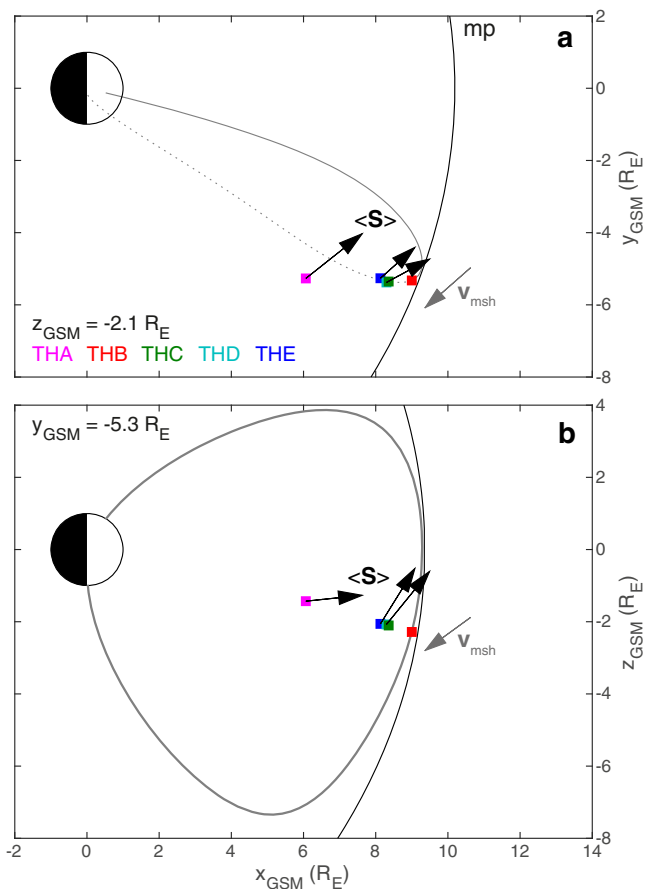 mp
a
2
0
-2
-4
-6
-8
y_GSM (R_E)
<S>
v_msh
z_GSM = -2.1 R_E
THA THB THC THD THE
y_GSM = -5.3 R_E
b
4
2
0
-2
-4
-6
-8
z_GSM (R_E)
<S>
v_msh
-2 0 2 4 6 8 10 12 14
x_GSM (R_E)